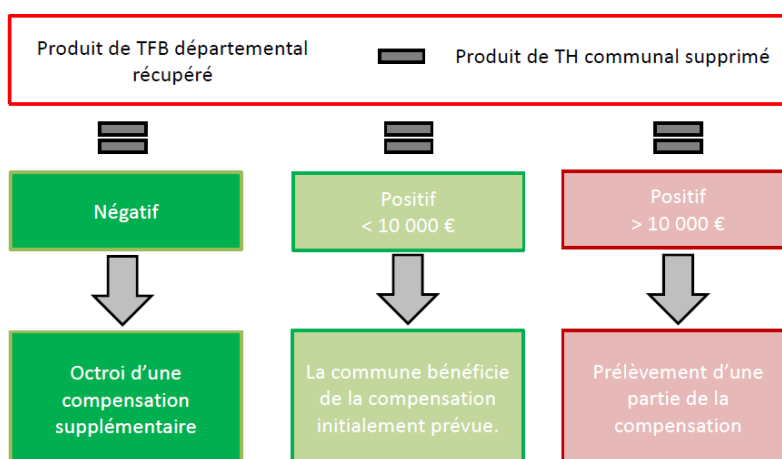 Produit de TFB départemental
récupéré
Produit de TH communal supprimé
Négatif
Positif
< 10 000 €
Positif
> 10 000 €
Octroi d'une
compensation
supplémentaire
La commune bénéficie
de la compensation
initialement prévue.
Prélèvement d'une
partie de la
compensation